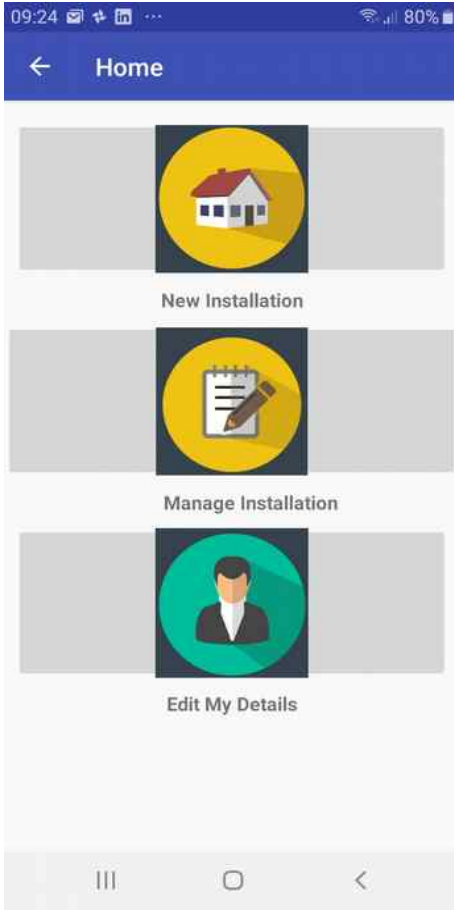 09:24 80%
Home
New Installation
Manage Installation
Edit My Details